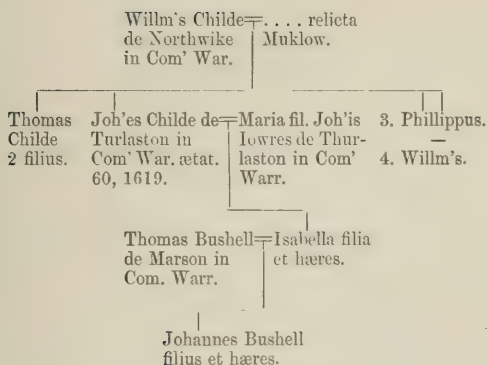 Willm's Childe . . . . relicta
de Northwike Muklow.
in Com' War.
Thomas
Childe
2 filius.
Joh'es Childe de
Turlaston in
Com' War. ætat.
60, 1619.
Maria fil. Joh'is
Iowres de Thur-
laston in Com'
Warr.
3. Phillippus.
—
4. Willm's.
Thomas Bushell
de Marson in
Com. Warr.
Isabella filia
et hæres.
Johannes Bushell
filius et hæres.